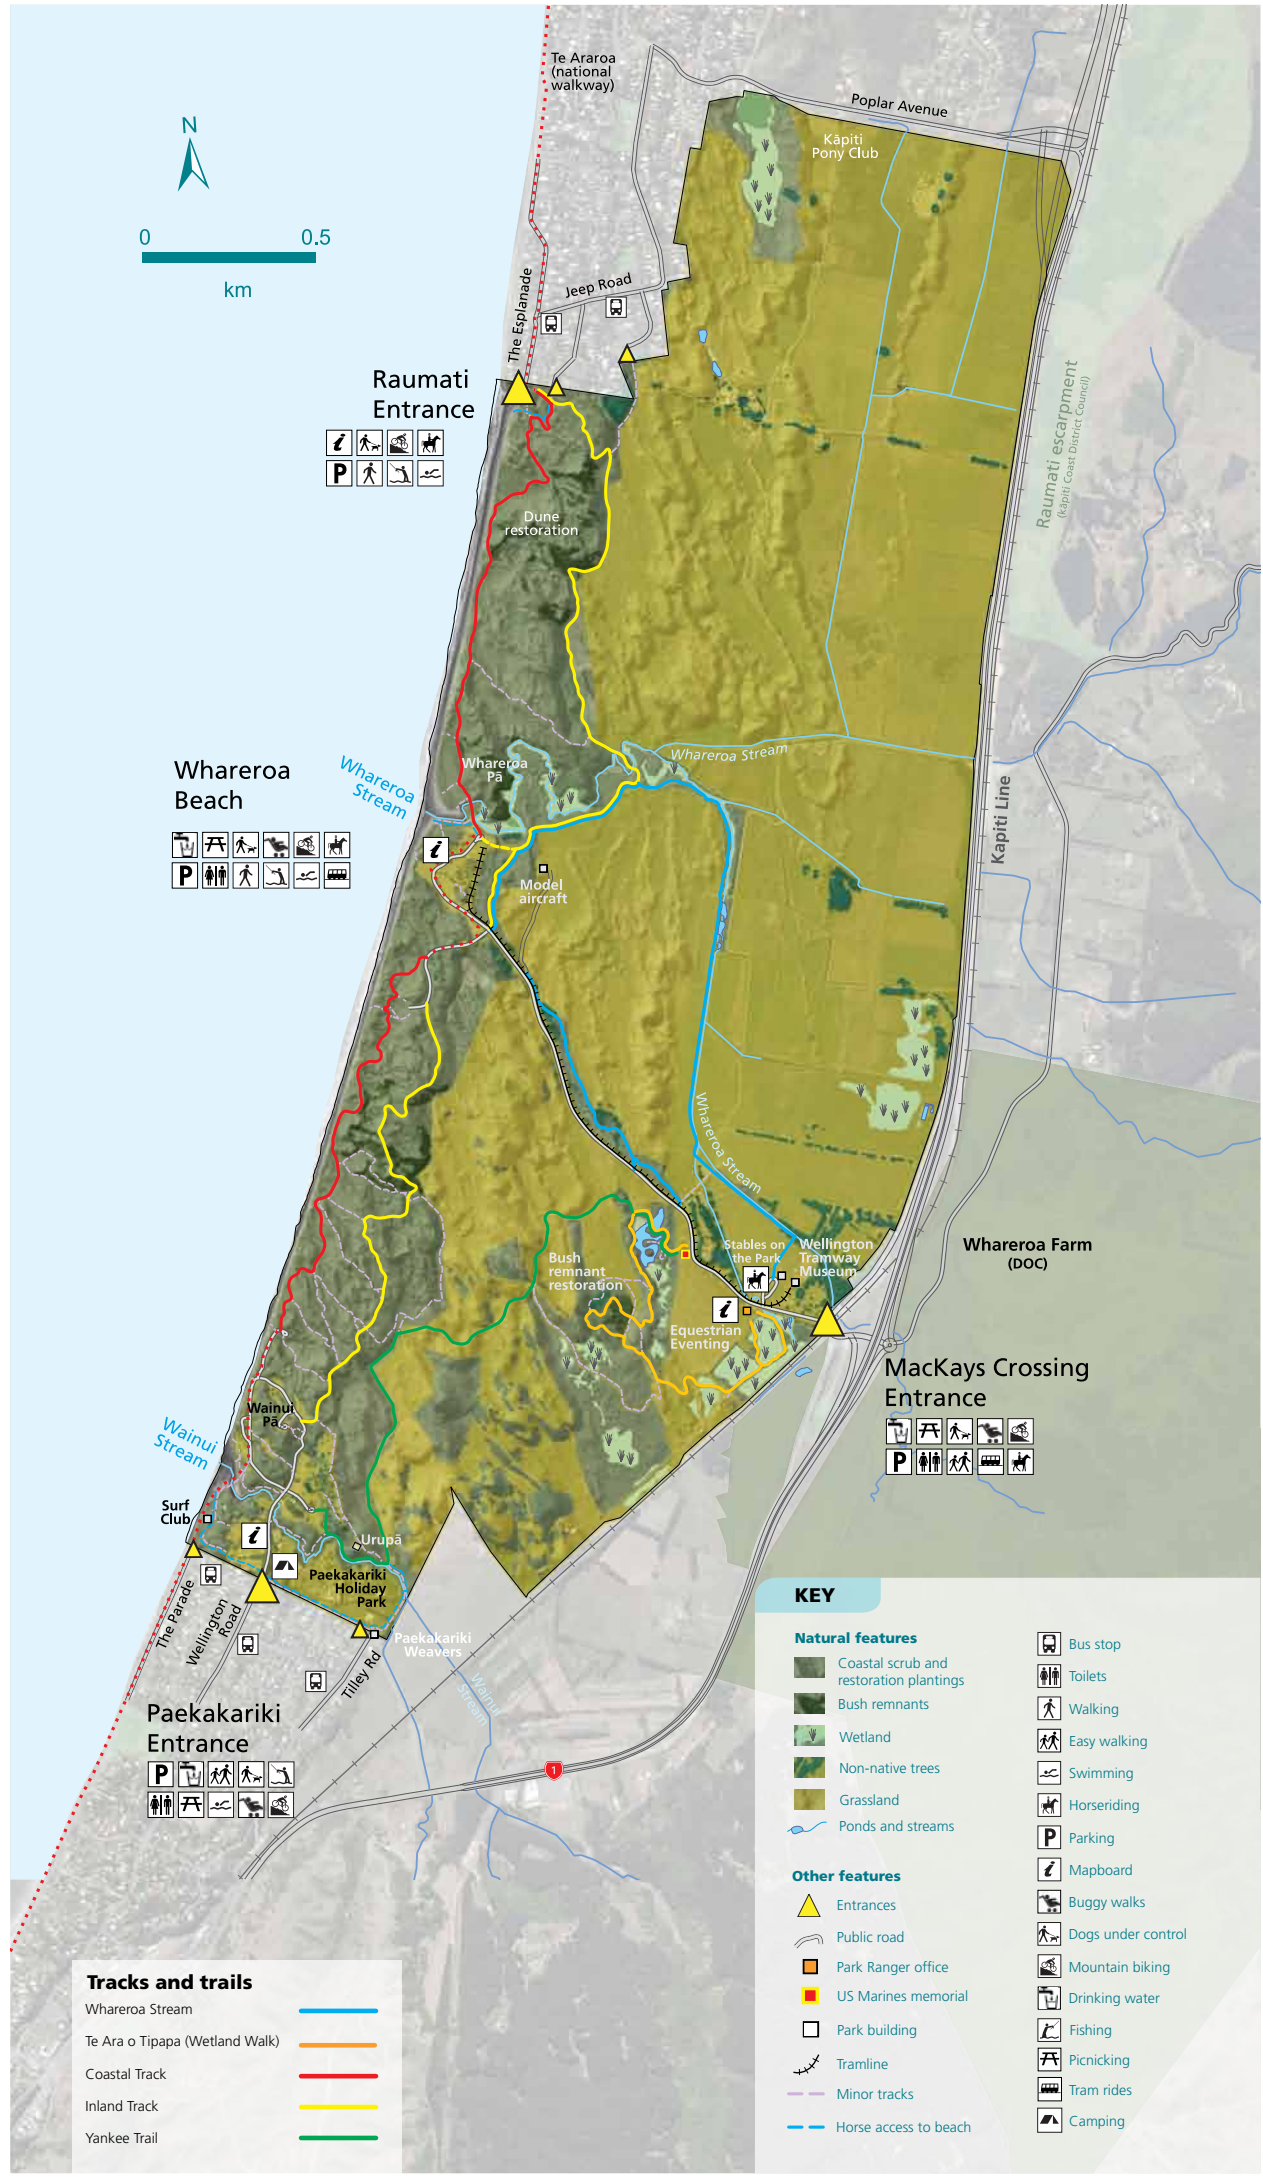 Te Araroa
(national
walkway)
Poplar Avenue
Kāpiti
Pony Club
N
0 0.5
km
The Esplanade
Jeep Road
Raumati
Entrance
i
P
Raumati escarpment
(kāpiti Coast District Council)
Dune
restoration
Whareroa
Beach
P
Whareroa
Stream
Whareroa
Pā
Whareroa Stream
i
Kapiti Line
Model
aircraft
Whareroa Stream
Bush
remnant
restoration
Stables on
the Park
Wellington
Tramway
Museum
Whareroa Farm
(DOC)
i
Equestrian
Eventing
MacKays Crossing
Entrance
P
Wainui
Pā
Wainui
Stream
Surf
Club
i
Urupā
Paekakariki
Holiday
Park
The Parade
Wellington
Road
Tilley Rd
Paekakariki
Weavers
Wainui
Stream
Paekakariki
Entrance
P
1
KEY
Natural features
Coastal scrub and
restoration plantings
Bush remnants
Wetland
Non-native trees
Grassland
Ponds and streams
Other features
Entrances
Public road
Park Ranger office
US Marines memorial
Park building
Tramline
Minor tracks
Horse access to beach
Bus stop
Toilets
Walking
Easy walking
Swimming
Horseriding
P Parking
i Mapboard
Buggy walks
Dogs under control
Mountain biking
Drinking water
Fishing
Picnicking
Tram rides
Camping
Tracks and trails
Whareroa Stream
Te Ara o Tipapa (Wetland Walk)
Coastal Track
Inland Track
Yankee Trail